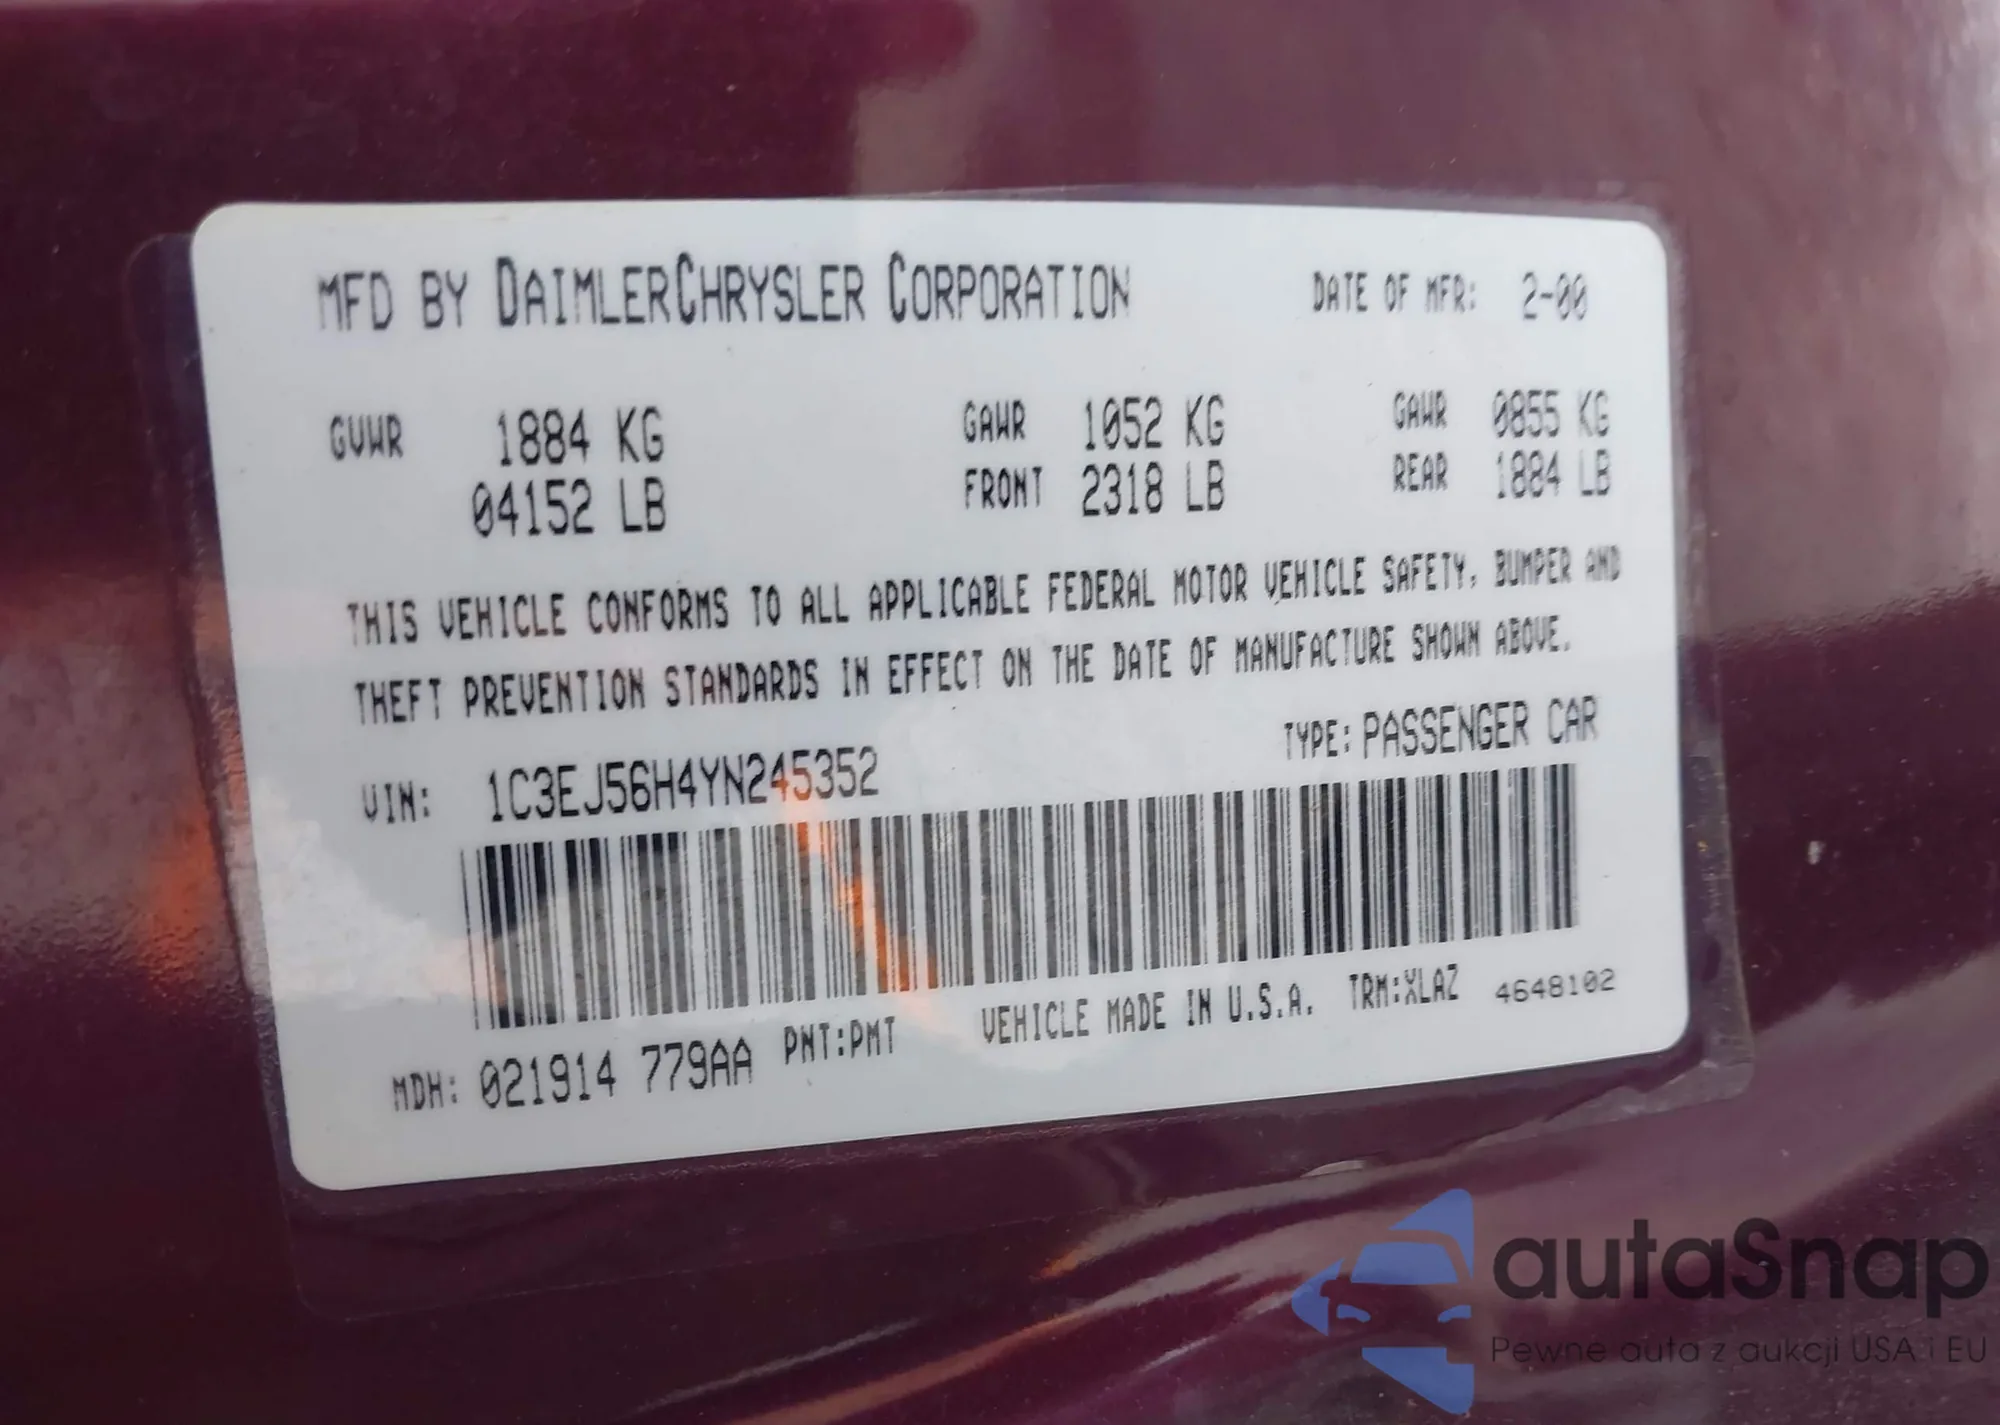 MFD BY DAIMLERCHRYSLER CORPORATION DATE OF MFR: 2-00
GVWR 1884 KG GAWR 1052 KG GAWR 0855 KG
04152 LB FRONT 2318 LB REAR 1884 LB
THIS VEHICLE CONFORMS TO ALL APPLICABLE FEDERAL MOTOR VEHICLE SAFETY, BUMPER AND
THEFT PREVENTION STANDARDS IN EFFECT ON THE DATE OF MANUFACTURE SHOWN ABOVE.
VIN: 1C3EJ56H4YN245352 TYPE: PASSENGER CAR
MDH: 021914 779AA PNT:PMT VEHICLE MADE IN U.S.A. TRM:XLAZ 4648102
autaSnap
Pewne auta z aukcji USA i EU